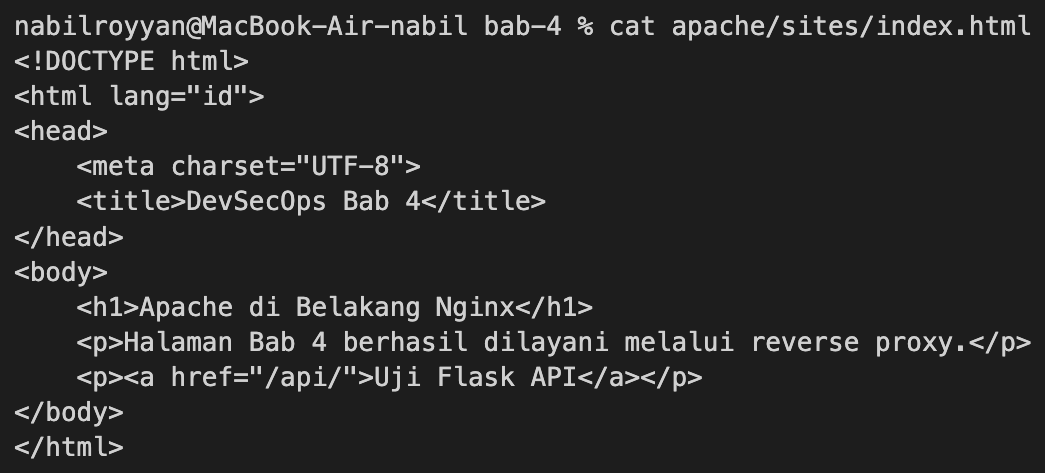 nabilroyyan@MacBook-Air-nabil bab-4 % cat apache/sites/index.html
<!DOCTYPE html>
<html lang="id">
<head>
    <meta charset="UTF-8">
    <title>DevSecOps Bab 4</title>
</head>
<body>
    <h1>Apache di Belakang Nginx</h1>
    <p>Halaman Bab 4 berhasil dilayani melalui reverse proxy.</p>
    <p><a href="/api/">Uji Flask API</a></p>
</body>
</html>